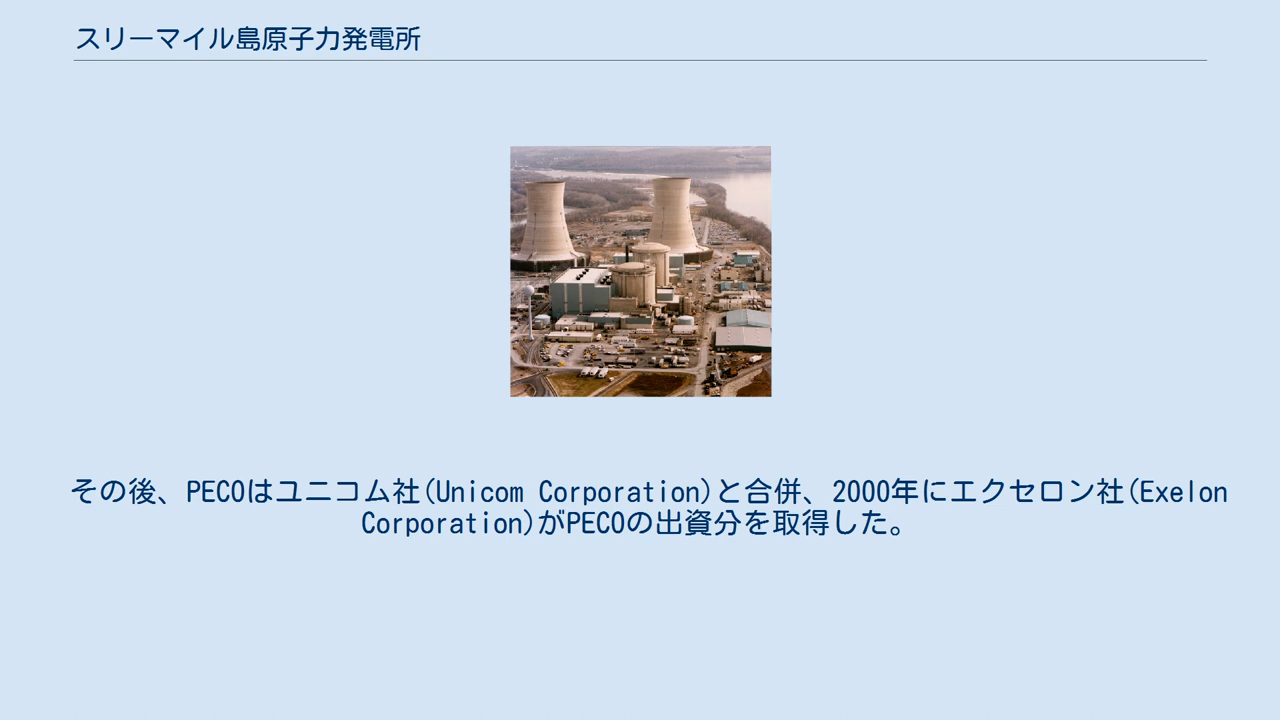 スリーマイル島原子力発電所
その後、PECOはユニコム社(Unicom Corporation)と合併、2000年にエクセロン社(Exelon
Corporation)がPECOの出資分を取得した。